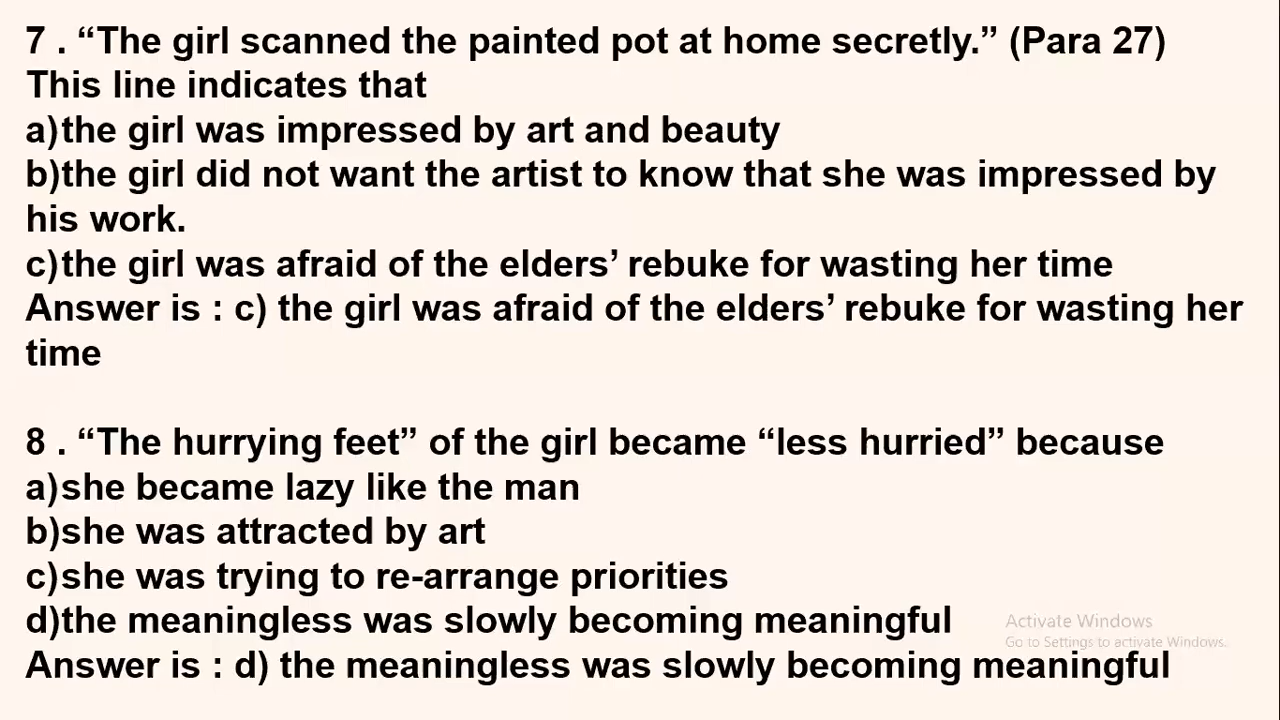 7 . “The girl scanned the painted pot at home secretly.” (Para 27)
This line indicates that
a)the girl was impressed by art and beauty
b)the girl did not want the artist to know that she was impressed by
his work.
c)the girl was afraid of the elders’ rebuke for wasting her time
Answer is : c) the girl was afraid of the elders’ rebuke for wasting her
time
8 . “The hurrying feet” of the girl became “less hurried” because
a)she became lazy like the man
b)she was attracted by art
c)she was trying to re-arrange priorities
d)the meaningless was slowly becoming meaningful
Answer is : d) the meaningless was slowly becoming meaningful
Activate Windows
Go to Settings to activate Windows.